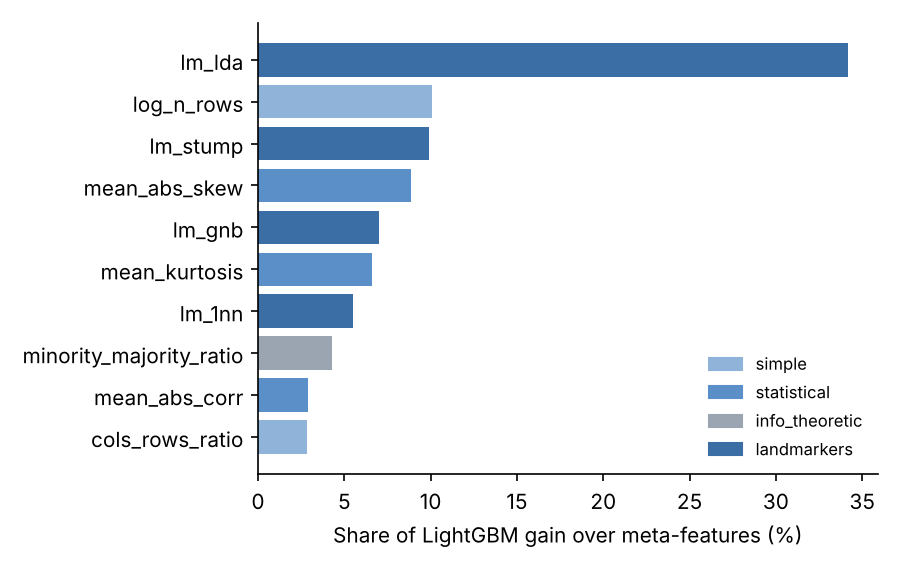 lm_lda
log_n_rows
lm_stump
mean_abs_skew
lm_gnb
mean_kurtosis
lm_1nn
minority_majority_ratio
mean_abs_corr
cols_rows_ratio
simple
statistical
info_theoretic
landmarkers
0 5 10 15 20 25 30 35
Share of LightGBM gain over meta-features (%)